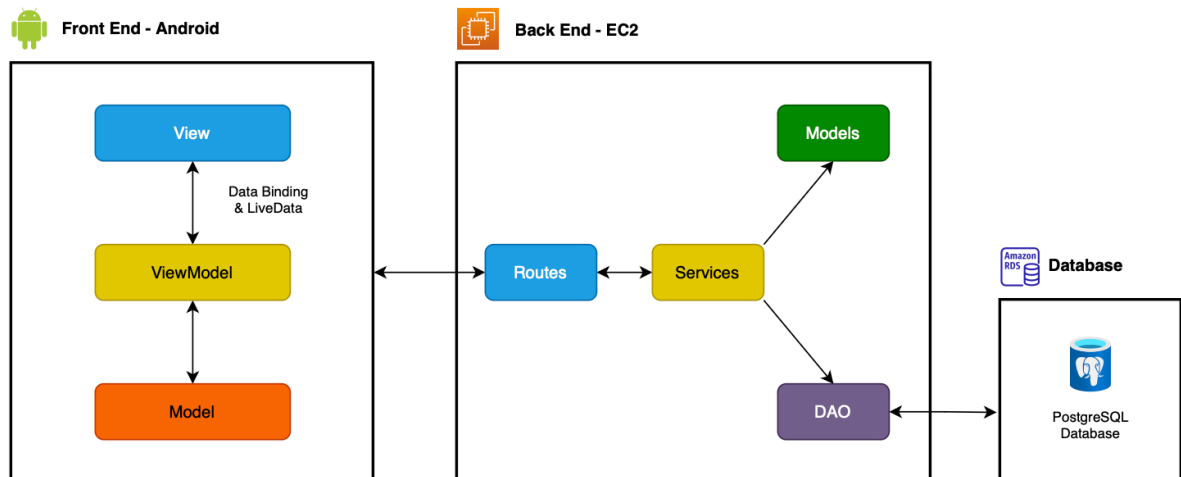 Front End - Android
Back End - EC2
View
Models
Data Binding
& LiveData
ViewModel
Routes
Services
Amazon
RDS
Database
Model
DAO
PostgreSQL
Database